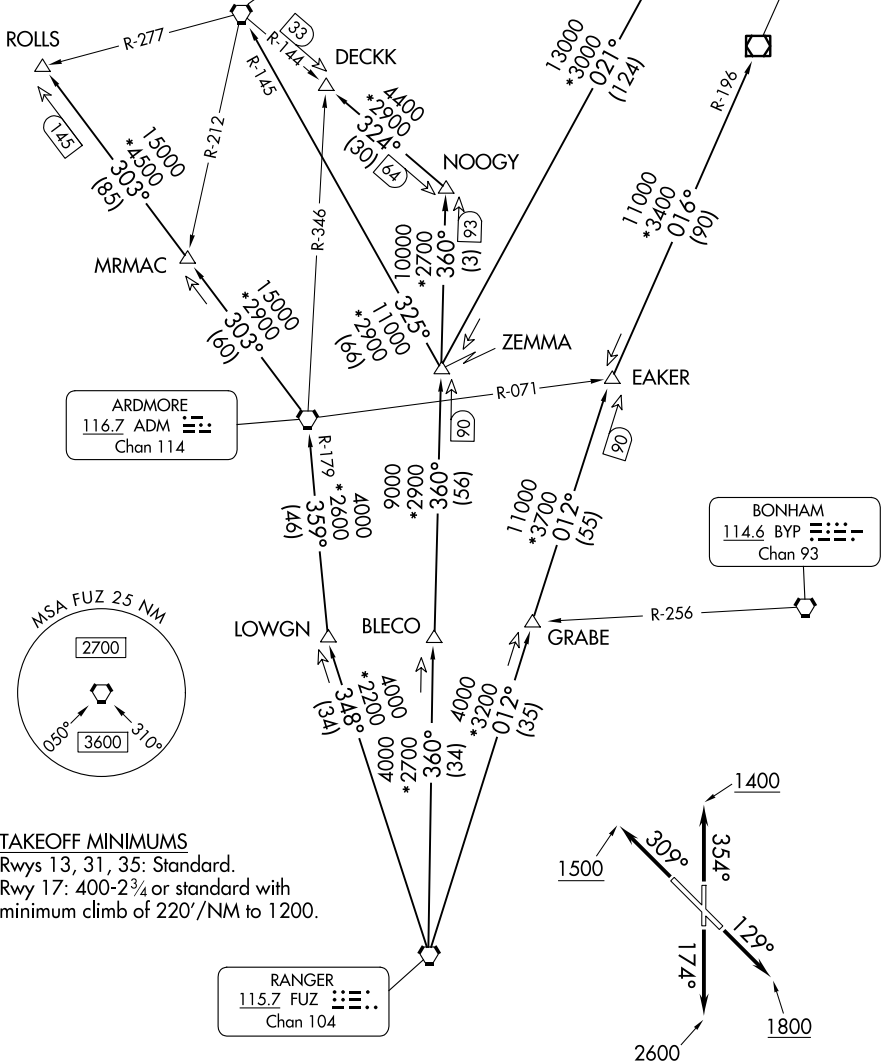 ROLLS
R-277
33
R-144
DECKK
R-145
R-212
145
15000
*4500
303°
(85)
4400
*2900
324°
(30)
64
NOOGY
13000
*3000
021°
(124)
R-196
11000
*3400
016°
(90)
R-346
93
10000
*2700
360°
(3)
MRMAC
15000
*2900
303°
(60)
325°
11000
*2900
(66)
ZEMMA
EAKER
R-071
ARDMORE
116.7 ADM
Chan 114
90
90
R-179
4000
*2600
359°
(46)
9000
*2900
360°
(56)
11000
*3700
012°
(55)
BONHAM
114.6 BYP
Chan 93
R-256
LOWGN
BLECO
GRABE
MSA FUZ 25 NM
2700
050°
3600
310°
4000
*2200
348°
(34)
4000
*2700
360°
(34)
4000
*3200
012°
(35)
TAKEOFF MINIMUMS
Rwys 13, 31, 35: Standard.
Rwy 17: 400-2¾ or standard with
minimum climb of 220'/NM to 1200.
RANGER
115.7 FUZ
Chan 104
1400
1500
309°
354°
129°
174°
1800
2600